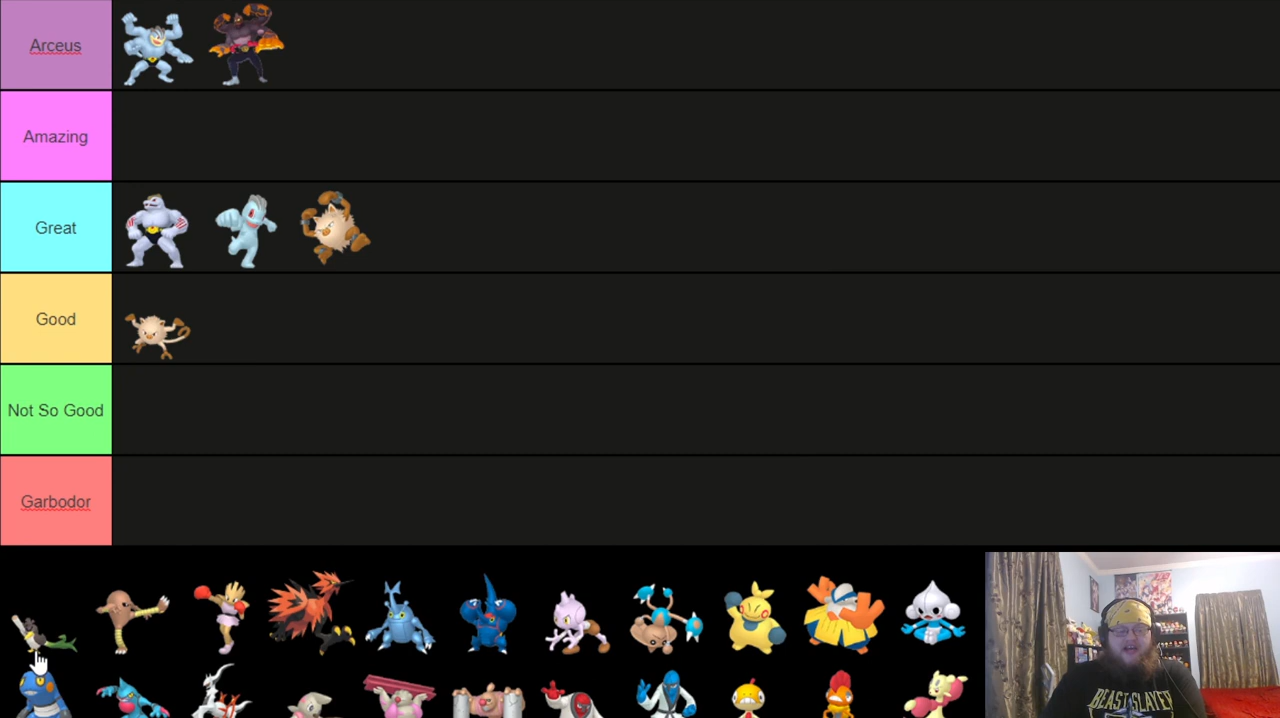 Arceus
Amazing
Great
Good
Not So Good
Garbodor
BEAST SLAYER